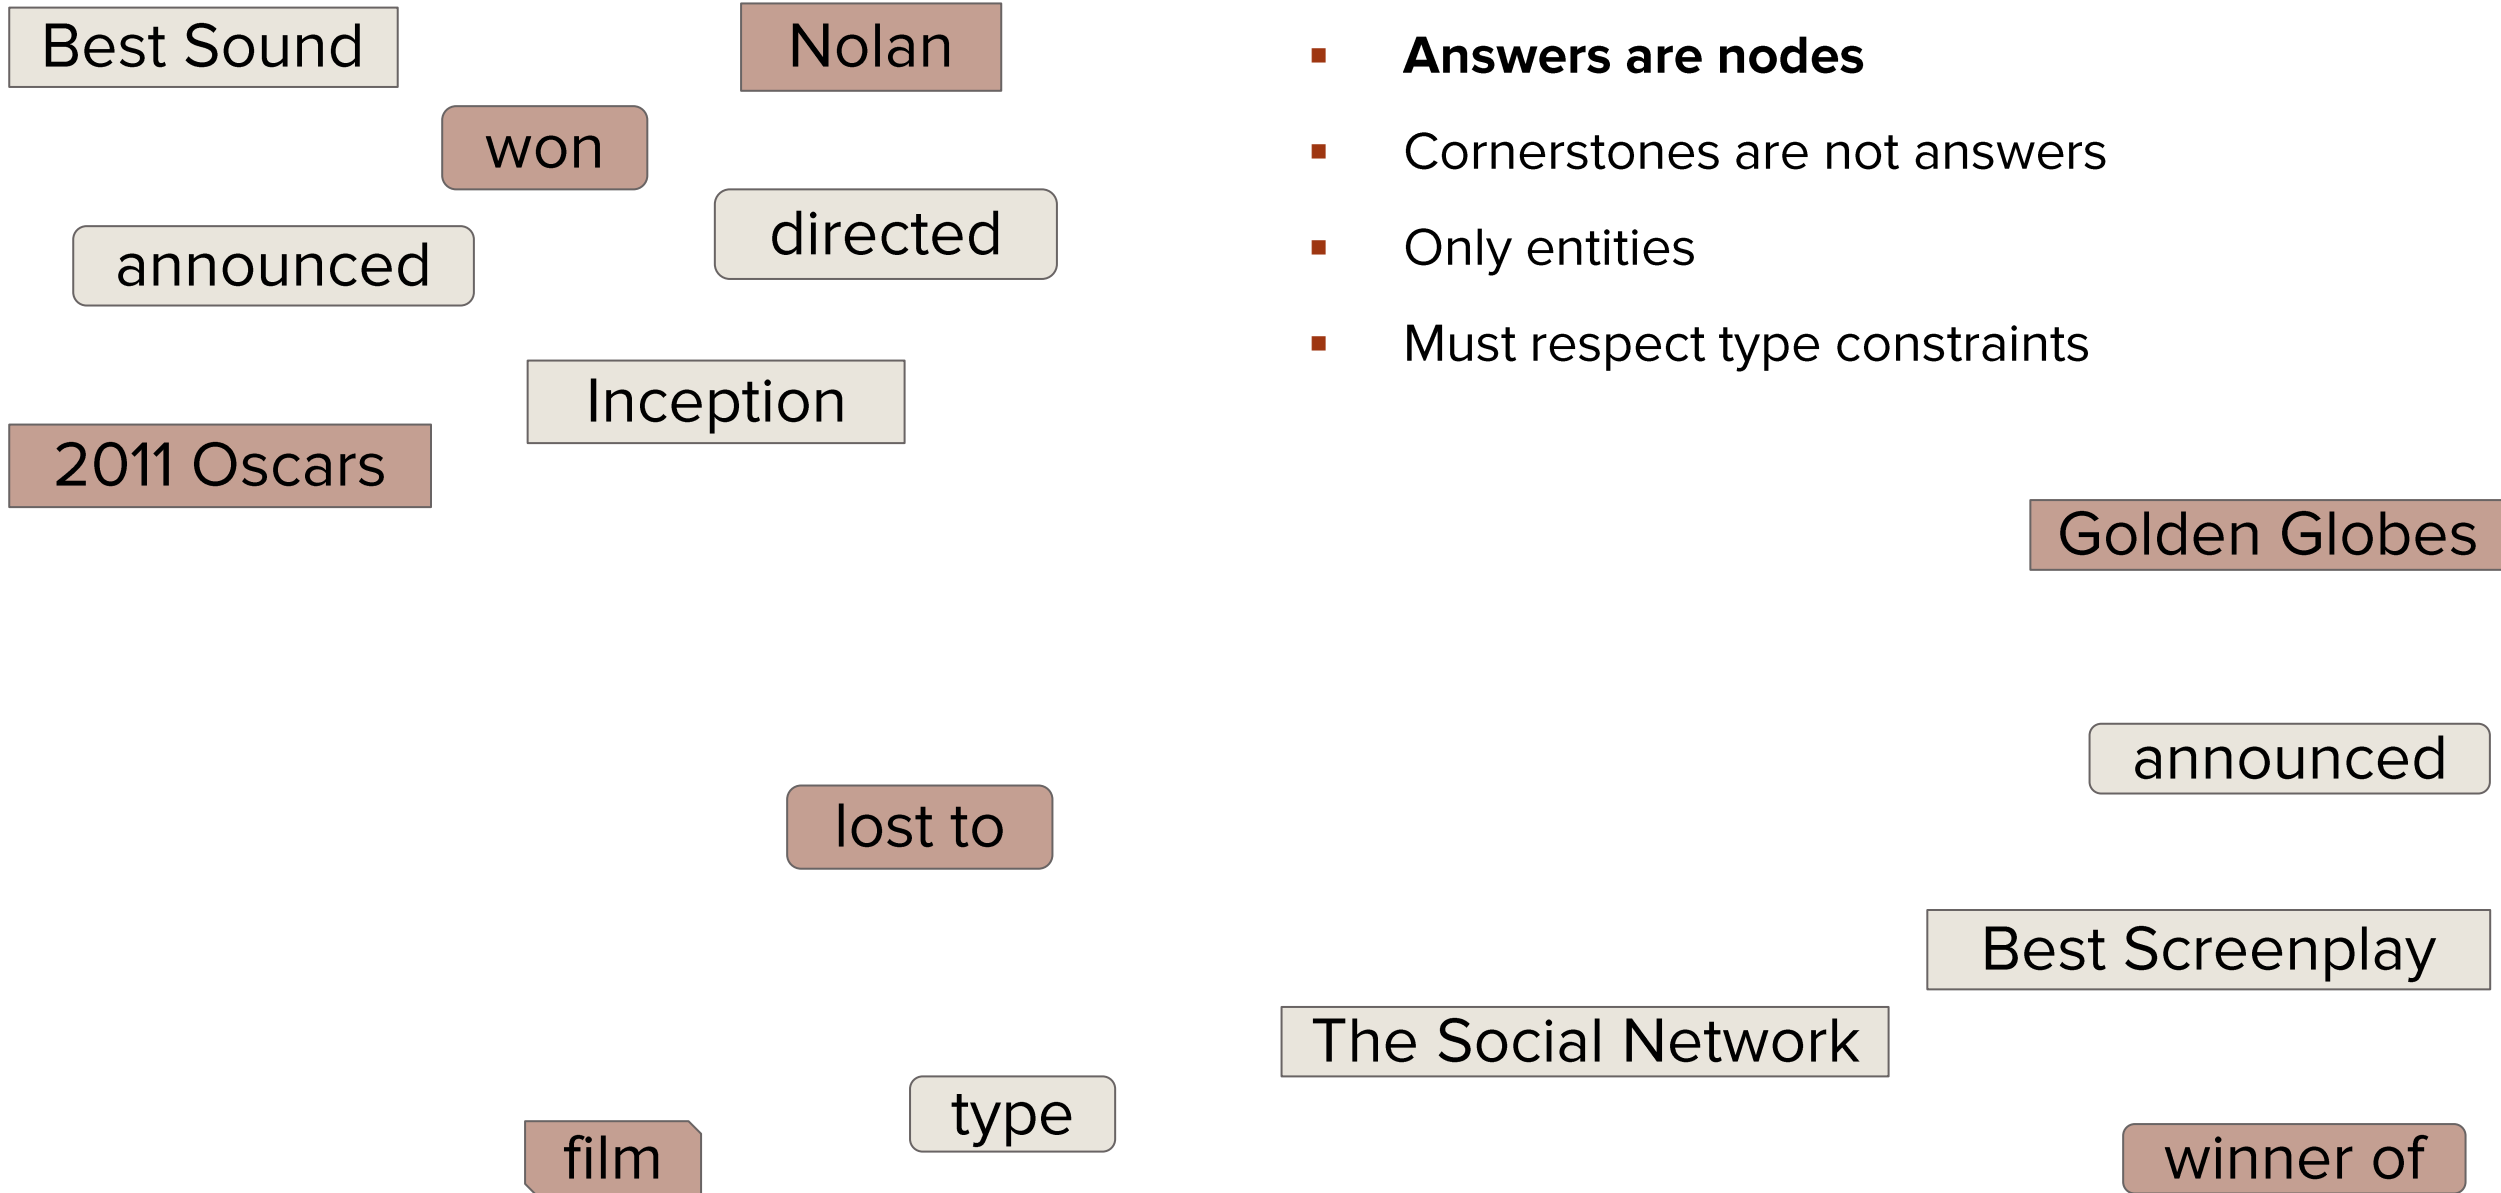 Best Sound
Nolan
Answers are nodes
won
Cornerstones are not answers
directed
announced
Only entities
Must respect type constraints
Inception
2011 Oscars
Golden Globes
announced
lost to
Best Screenplay
The Social Network
type
film
winner of